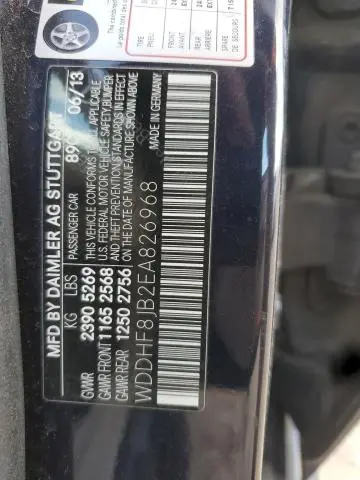 MFD BY DAIMLER AG STUTTGART
KG LBS PASSENGER CAR 06/13
GVWR 2390 5269 THIS VEHICLE CONFORMS TO ALL APPLICABLE
GAWR FRONT 1165 2568 U.S. FEDERAL MOTOR VEHICLE SAFETY, BUMPER
GAWR REAR 1250 2756 AND THEFT PREVENTION STANDARDS IN EFFECT
ON THE DATE OF MANUFACTURE SHOWN ABOVE
WDDHF8JB2EA826968 MADE IN GERMANY
The combined